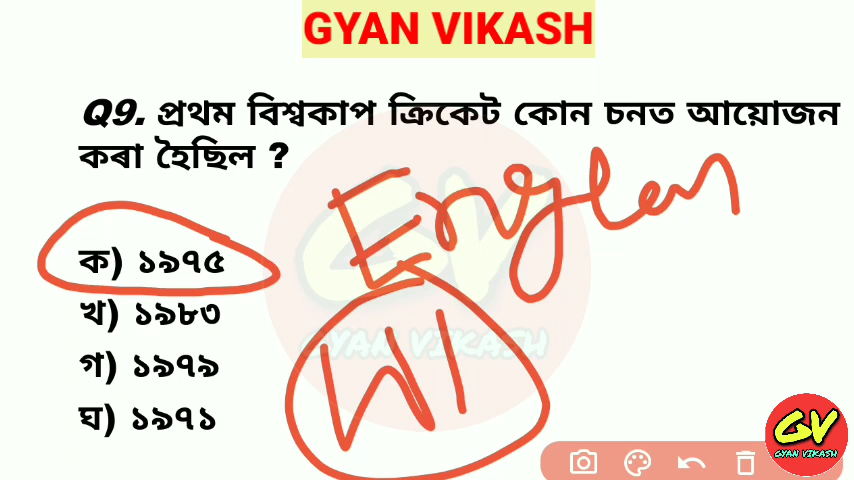 GYAN VIKASH
Q9. প্ৰথম বিশ্বকাপ ক্ৰিকেট কোন চনত আয়োজন
কৰা হৈছিল ?
Englan
ক) ১৯৭৫
খ) ১৯৮৩
GYAN VIKASH
গ) ১৯৭৯
WI
ঘ) ১৯৭১
GV
GYAN VIKASH